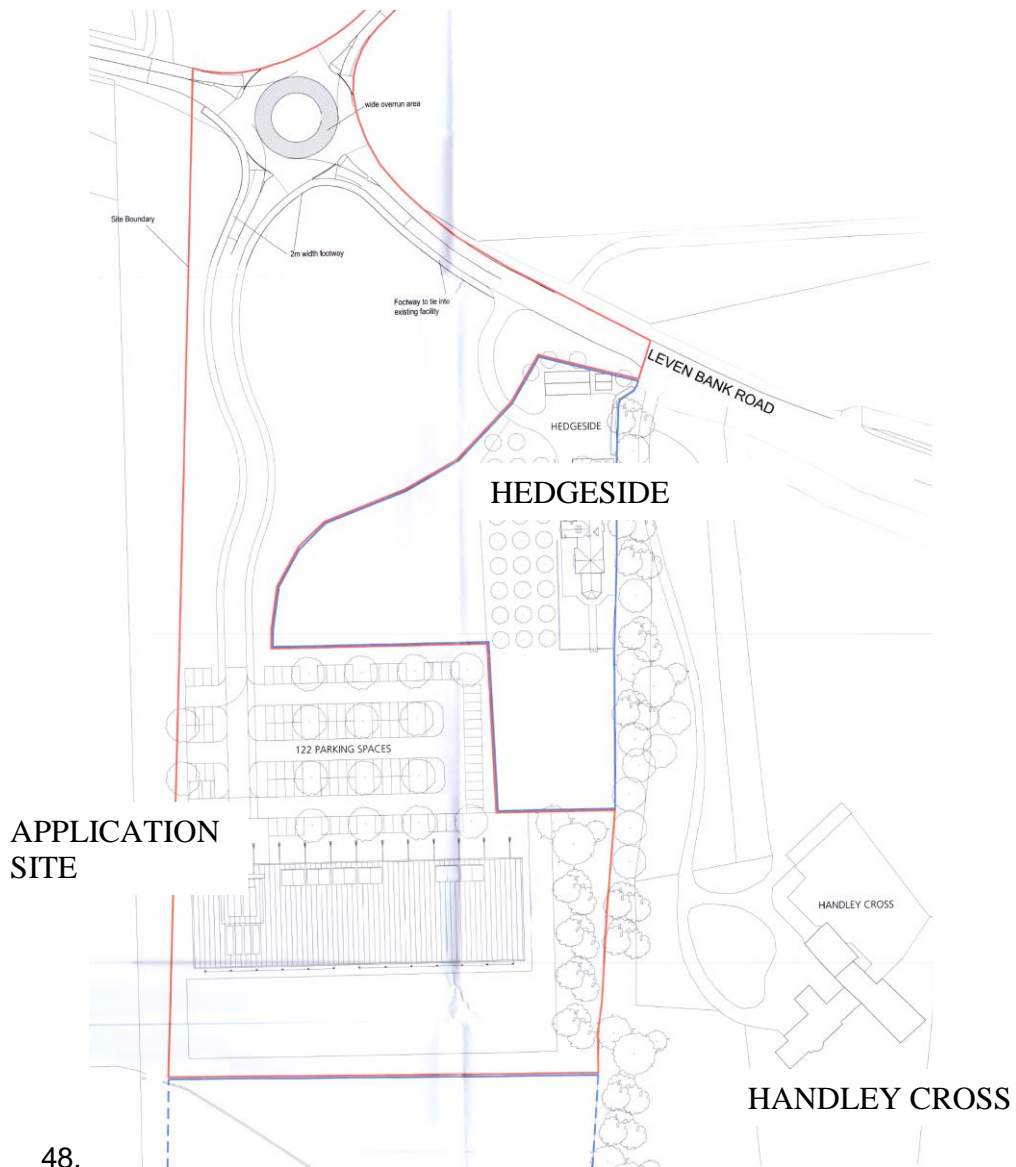 wide overrun area
Site Boundary
2m width footway
Footway to tie into
existing facility
LEVEN BANK ROAD
HEDGESIDE
HEDGESIDE
122 PARKING SPACES
APPLICATION
SITE
HANDLEY CROSS
HANDLEY CROSS
48.